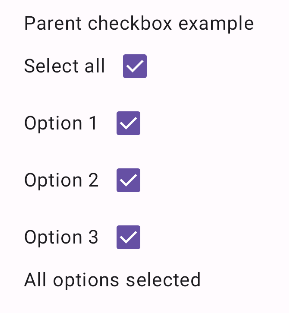 Parent checkbox example
Select all
Option 1
Option 2
Option 3
All options selected